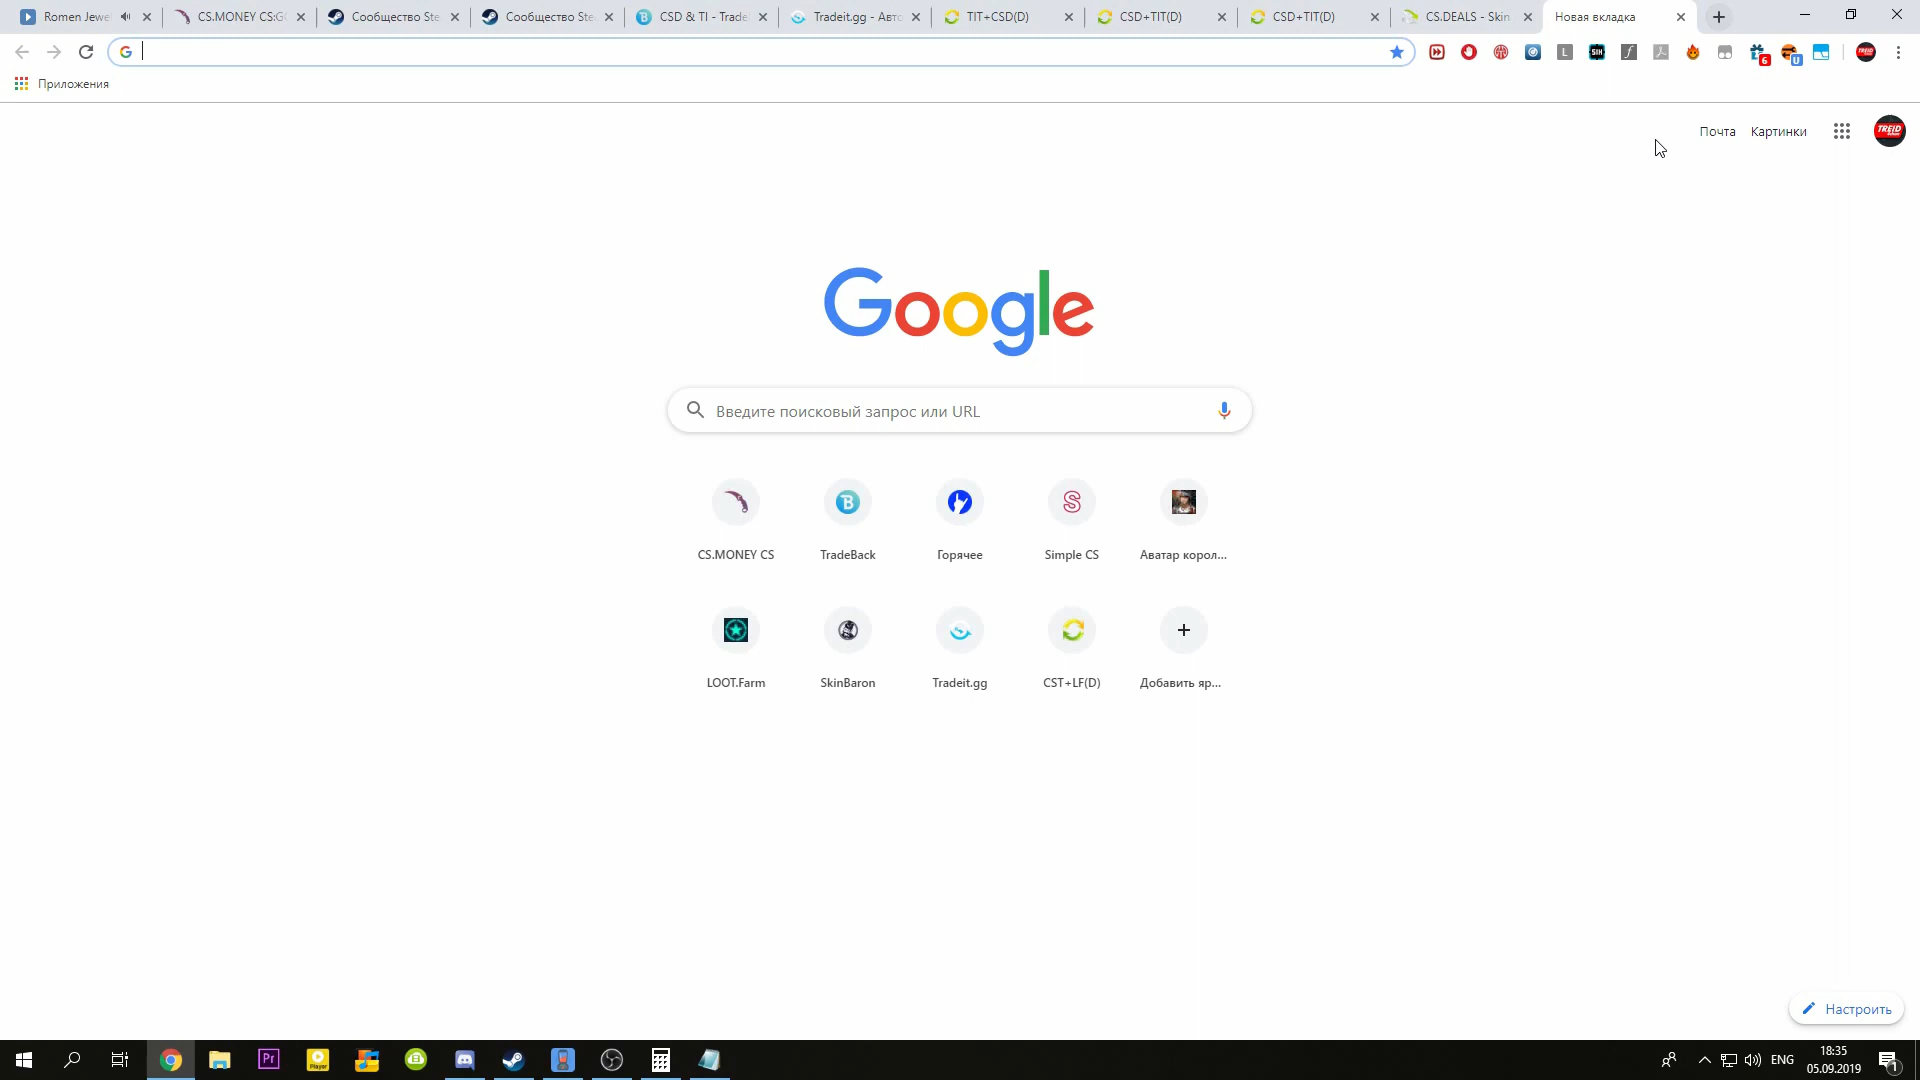 Romen Jewe
CS.MONEY CS:G
Сообщество Ste
Сообщество Ste
CSD & TI - Trade
Tradeit.gg - Авто
TIT+CSD(D)
CSD+TIT(D)
CSD+TIT(D)
CS.DEALS - Skin
Новая вкладка
Приложения
Почта
Картинки
TREID
Google
Введите поисковый запрос или URL
CS.MONEY CS
TradeBack
Горячее
Simple CS
Аватар корол...
LOOT.Farm
SkinBaron
Tradeit.gg
CST+LF(D)
Добавить яр...
Настроить
ENG
18:35
05.09.2019